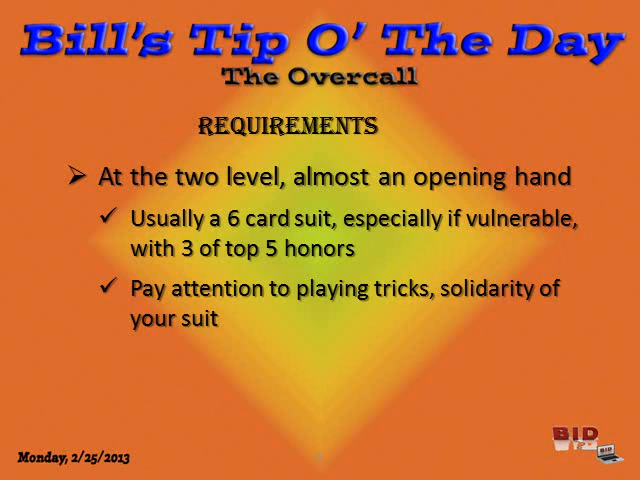 Bill's Tip O' The Day
The Overcall
REQUIREMENTS
At the two level, almost an opening hand
Usually a 6 card suit, especially if vulnerable,
with 3 of top 5 honors
Pay attention to playing tricks, solidarity of
your suit
BID
Monday, 2/25/2013